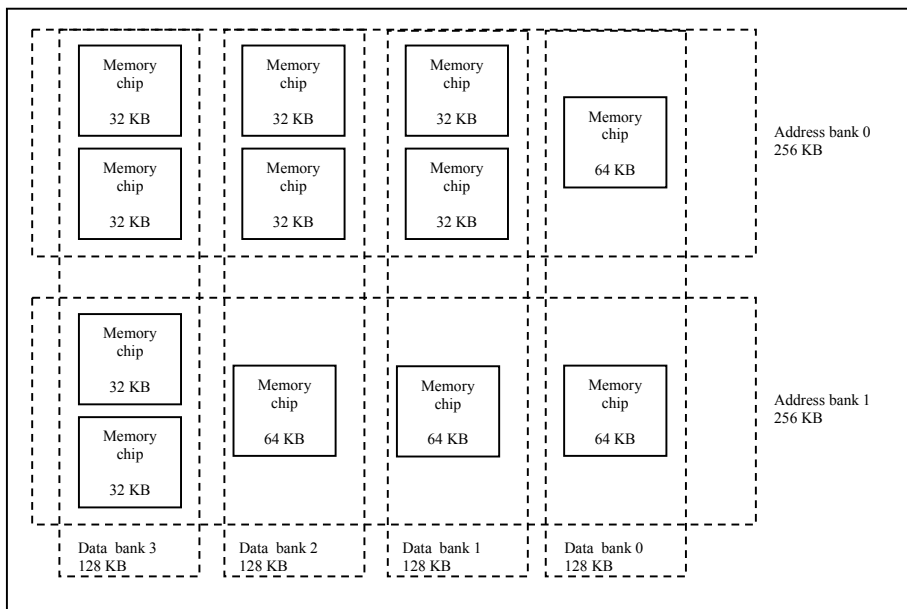 Memory
chip
32 KB
Memory
chip
32 KB
Memory
chip
32 KB
Memory
chip
32 KB
Memory
chip
32 KB
Memory
chip
32 KB
Memory
chip
64 KB
Address bank 0
256 KB
Memory
chip
32 KB
Memory
chip
32 KB
Memory
chip
64 KB
Memory
chip
64 KB
Memory
chip
64 KB
Address bank 1
256 KB
Data bank 3
128 KB
Data bank 2
128 KB
Data bank 1
128 KB
Data bank 0
128 KB